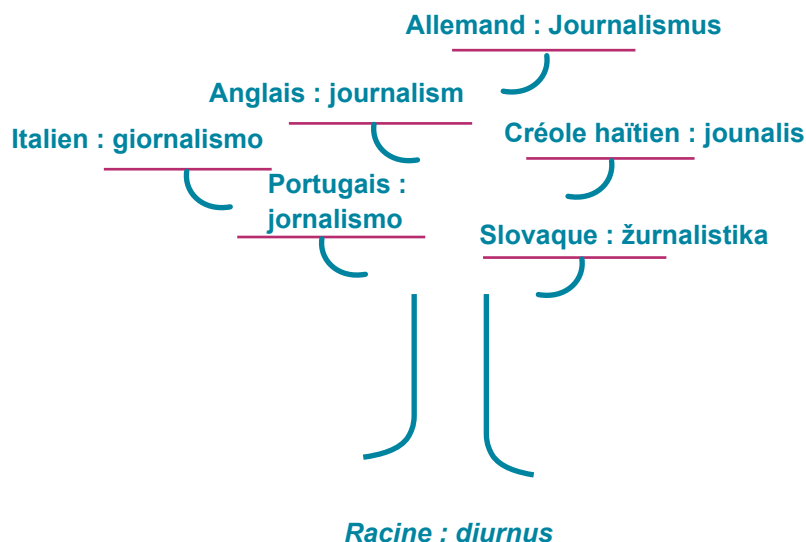 Allemand : Journalismus
Anglais : journalism
Italien : giornalismo
Créole haïtien : jounalis
Portugais :
jornalismo
Slovaque : žurnalistika
Racine : diurnus